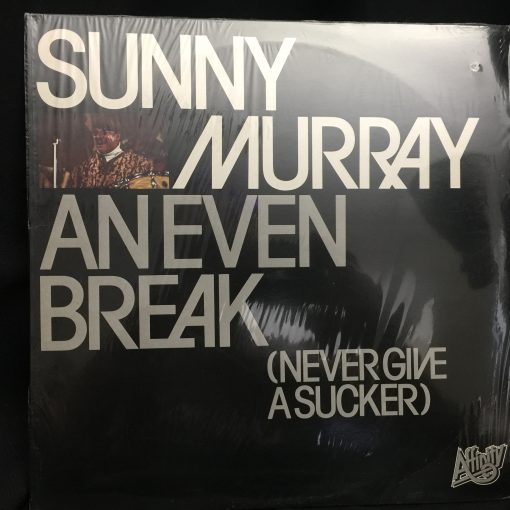 SUNNY
MURRAY
AN EVEN
BREAK
(NEVER GIVE
A SUCKER)
Affinity